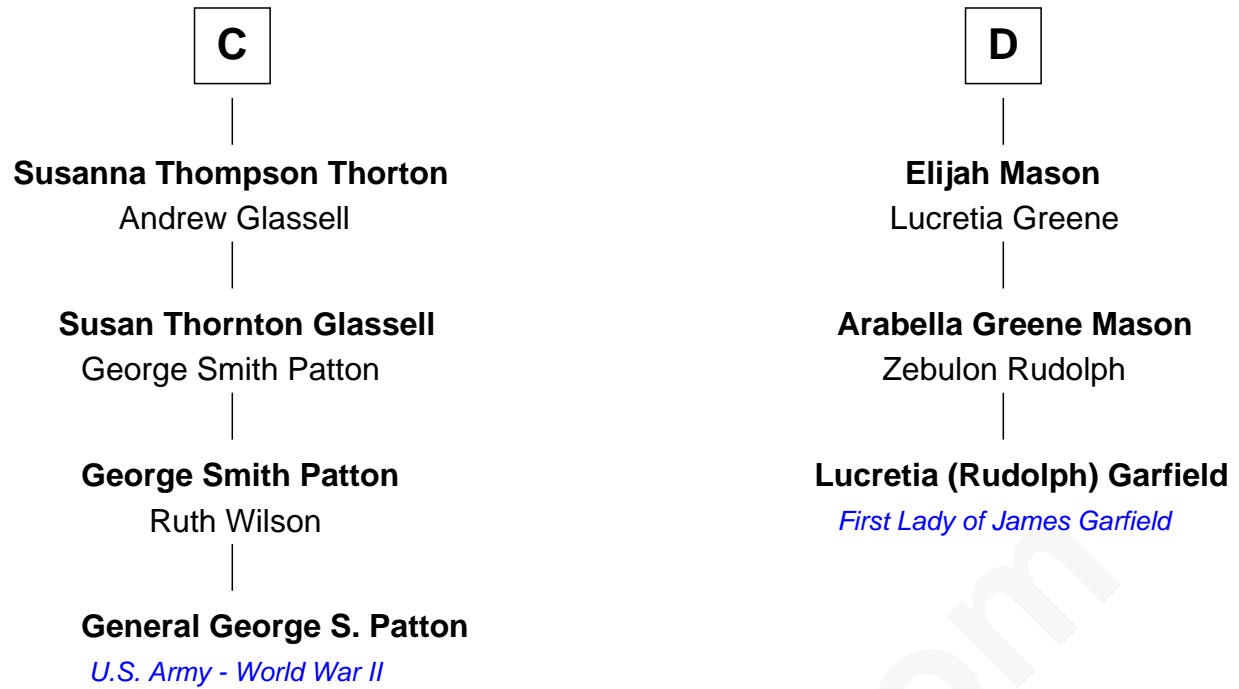 C
Susanna Thompson Thorton
Andrew Glassell
Susan Thornton Glassell
George Smith Patton
George Smith Patton
Ruth Wilson
General George S. Patton
U.S. Army - World War II
D
Elijah Mason
Lucretia Greene
Arabella Greene Mason
Zebulon Rudolph
Lucretia (Rudolph) Garfield
First Lady of James Garfield
om